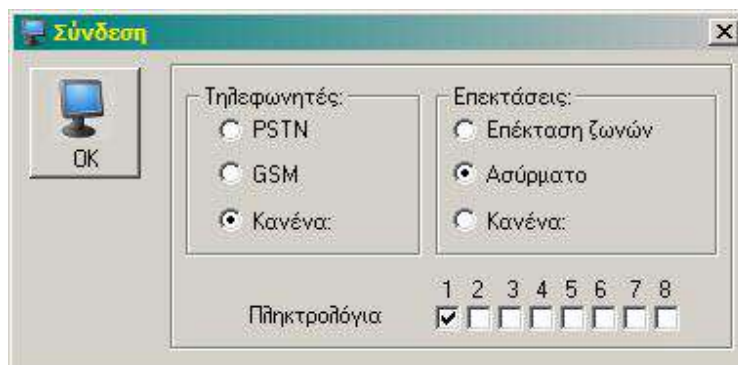 Σύνδεση
OK
Τηλεφωνητές:
PSTN
GSM
Κανένα:
Επεκτάσεις:
Επέκταση ζωνών
Ασύρματο
Κανένα:
1 2 3 4 5 6 7 8
Πληκτρολόγια